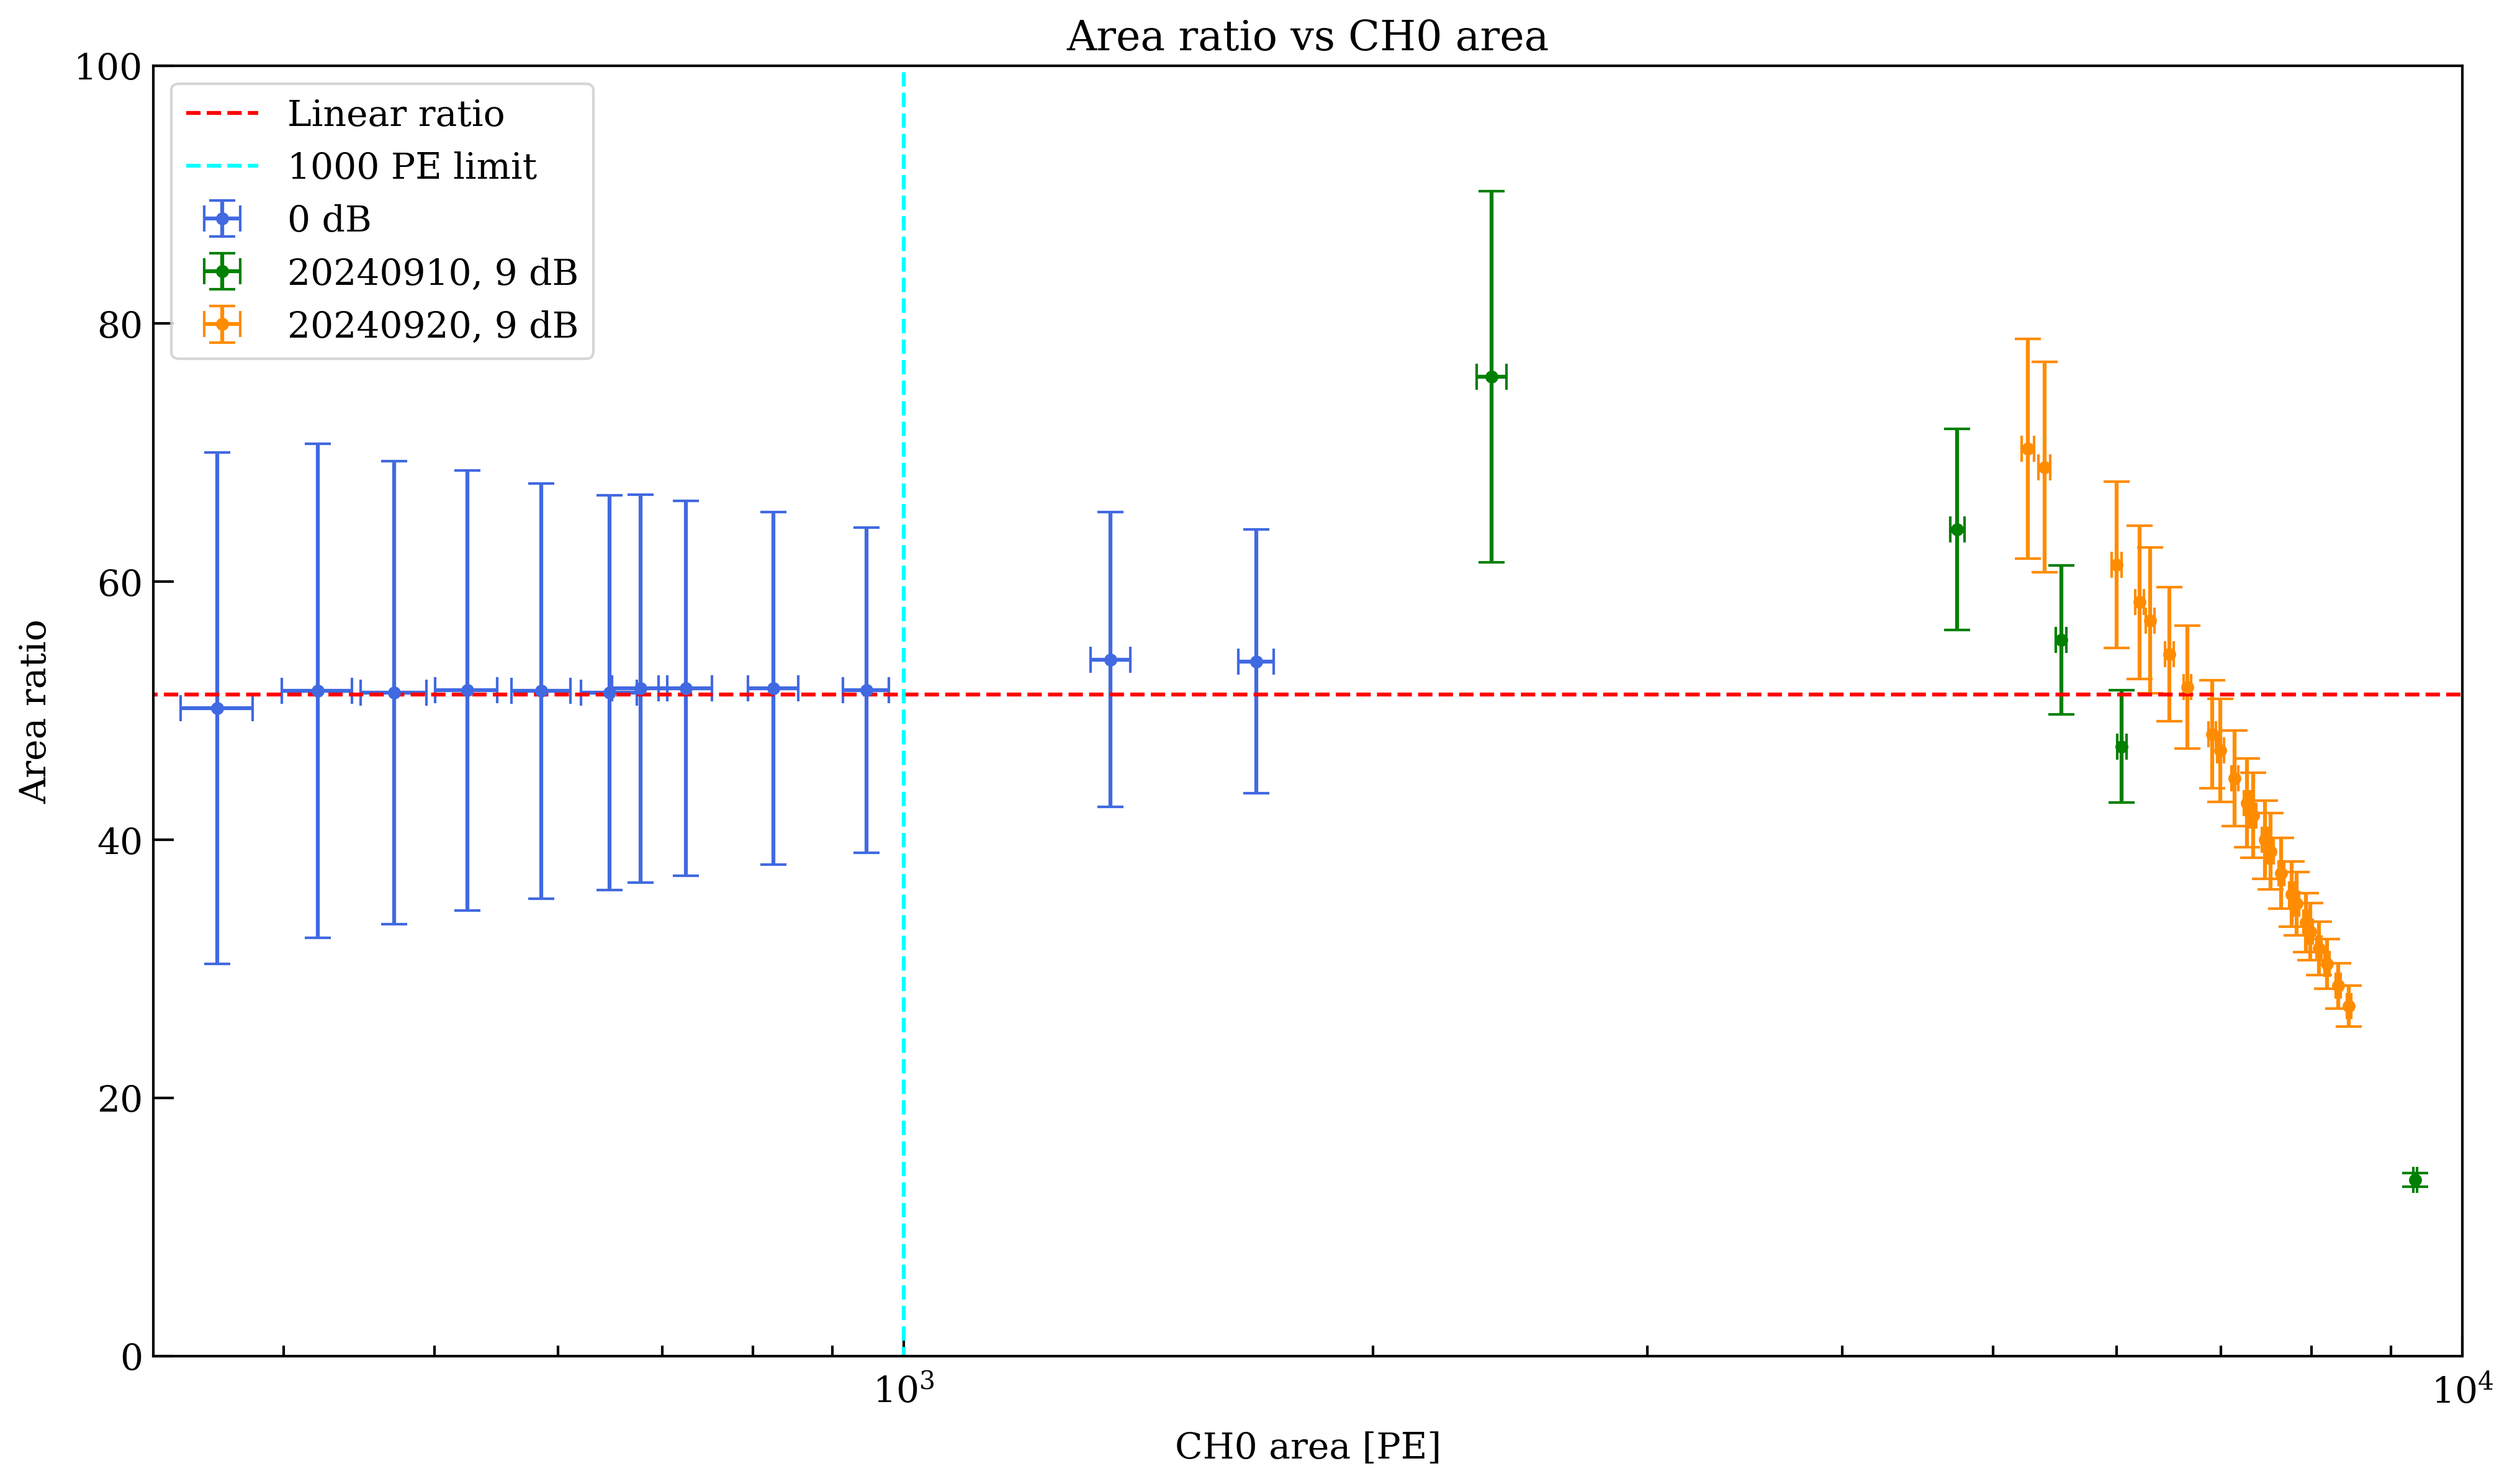 Area ratio vs CH0 area
100
80
60
40
20
0
Area ratio
Linear ratio
1000 PE limit
0 dB
20240910, 9 dB
20240920, 9 dB
10³
10⁴
CH0 area [PE]